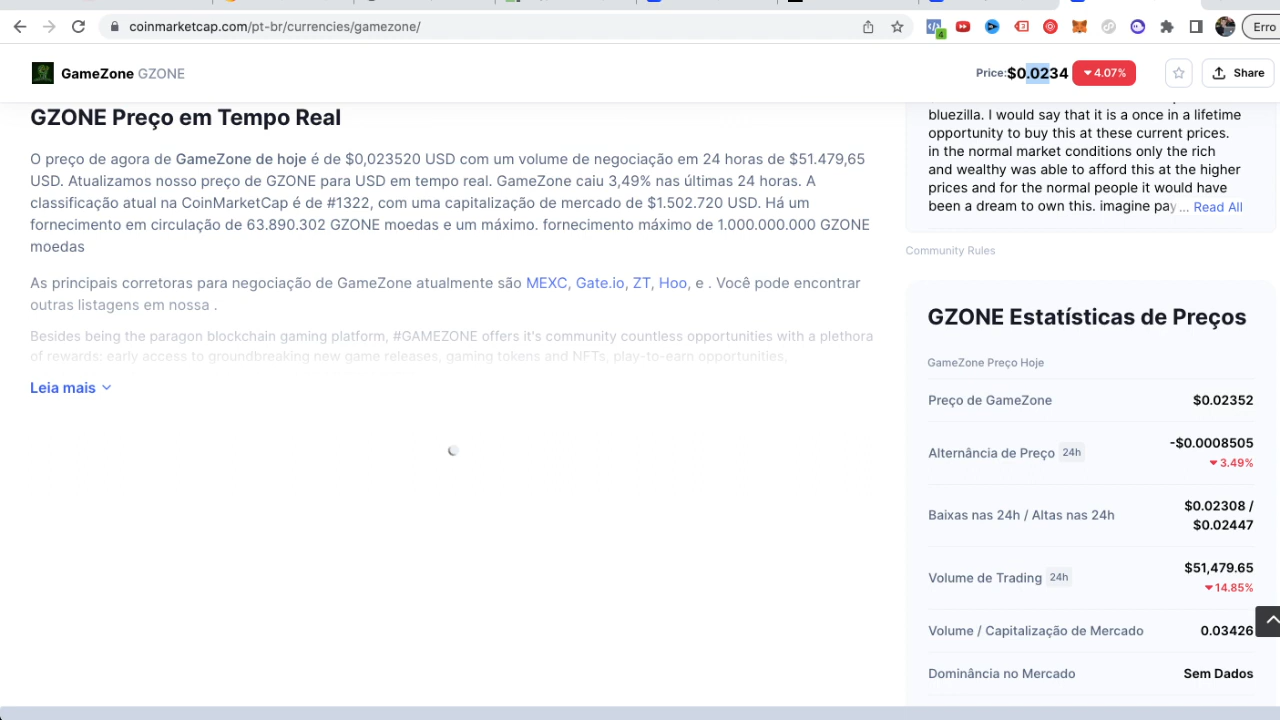 coinmarketcap.com/pt-br/currencies/gamezone/
4
Erro
GameZone GZONE
Price:$0.0234
4.07%
Share
GZONE Preço em Tempo Real
O preço de agora de GameZone de hoje é de $0,023520 USD com um volume de negociação em 24 horas de $51.479,65
USD. Atualizamos nosso preço de GZONE para USD em tempo real. GameZone caiu 3,49% nas últimas 24 horas. A
classificação atual na CoinMarketCap é de #1322, com uma capitalização de mercado de $1.502.720 USD. Há um
fornecimento em circulação de 63.890.302 GZONE moedas e um máximo. fornecimento máximo de 1.000.000.000 GZONE
moedas
As principais corretoras para negociação de GameZone atualmente são MEXC, Gate.io, ZT, Hoo, e . Você pode encontrar
outras listagens em nossa .
Besides being the paragon blockchain gaming platform, #GAMEZONE offers it's community countless opportunities with a plethora
of rewards: early access to groundbreaking new game releases, gaming tokens and NFTs, play-to-earn opportunities,
Leia mais
bluezilla. I would say that it is a once in a lifetime
opportunity to buy this at these current prices.
in the normal market conditions only the rich
and wealthy was able to afford this at the higher
prices and for the normal people it would have
been a dream to own this. imagine pay ... Read All
Community Rules
GZONE Estatísticas de Preços
GameZone Preço Hoje
Preço de GameZone
$0.02352
Alternância de Preço 24h
-$0.0008505
3.49%
Baixas nas 24h / Altas nas 24h
$0.02308 /
$0.02447
Volume de Trading 24h
$51,479.65
14.85%
Volume / Capitalização de Mercado
0.03426
Dominância no Mercado
Sem Dados